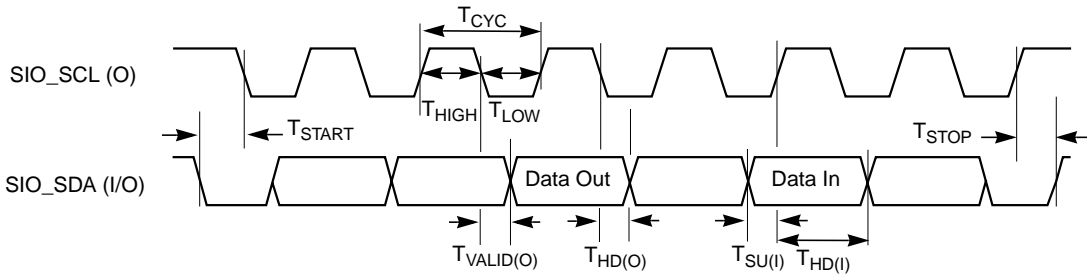 T_CYC
SIO_SCL (O)
T_HIGH T_LOW
T_START
T_STOP
SIO_SDA (I/O)
Data Out
Data In
T_VALID(O)
T_HD(O)
T_SU(I)
T_HD(I)